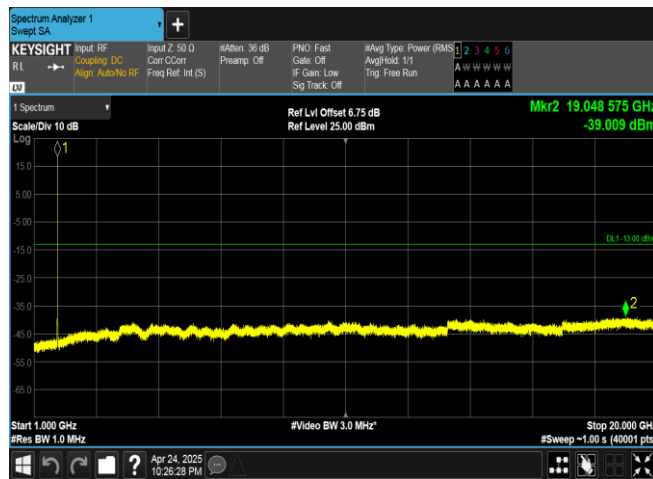 Spectrum Analyzer 1
Swept SA
+
KEYSIGHT Input: RF
RL
Coupling: DC
Align: Auto/No RF
LXI
Input Z: 50 Ω
Corr CCorr
Freq Ref: Int (S)
#Atten: 36 dB
Preamp: Off
PNO: Fast
Gate: Off
IF Gain: Low
Sig Track: Off
#Avg Type: Power (RMS
Avg|Hold: 1/1
Trig: Free Run
1 2 3 4 5 6
A W W W W W
A A A A A A
1 Spectrum
Scale/Div 10 dB
Log
Ref Lvl Offset 6.75 dB
Ref Level 25.00 dBm
Mkr2 19.048 575 GHz
-39.009 dBm
1
15.0
5.00
-5.00
DL1 -13.00 dBm
-15.0
-25.0
-35.0
2
-45.0
-55.0
-65.0
Start 1.000 GHz
#Res BW 1.0 MHz
#Video BW 3.0 MHz*
Stop 20.000 GHz
#Sweep ~1.00 s (40001 pts
?
Apr 24, 2025
10:26:28 PM